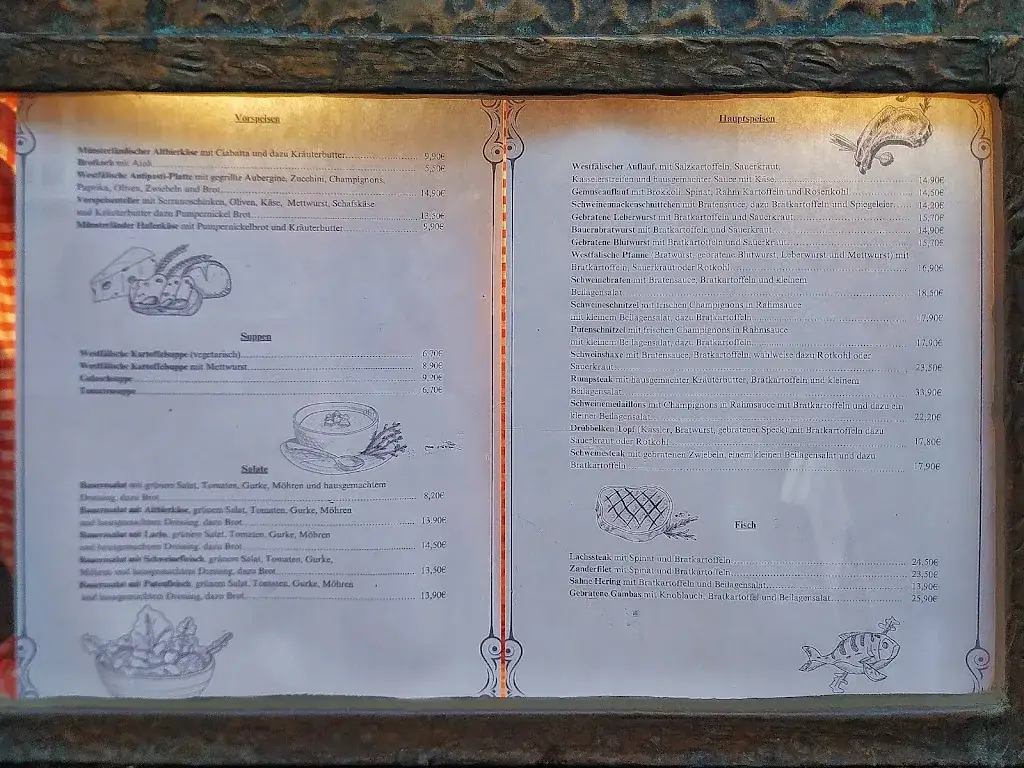 Vorspeisen
Münsterländischer Altbierkäse mit Ciabatta und dazu Kräuterbutter 9,90€
Brotkorb mit Aioli 5,50€
Westfälische Antipasti-Platte mit gegrillte Aubergine, Zucchini, Champignons,
Paprika, Oliven, Zwiebeln und Brot 14,90€
Vorspeisenteller mit Serranoschinken, Oliven, Käse, Mettwurst, Schafskäse
und Kräuterbutter dazu Pumpernickel Brot 13,50€
Münsterländer mit Pumpernickelbrot und Kräuterbutter 9,90€
Suppen
Westfälische Kartoffelsuppe (vegetarisch) 6,70€
Westfälische Kartoffelsuppe mit Mettwurst 8,90€
Gulaschsuppe 9,20€
Tomatensuppe 6,70€
Salate
Bauernsalat mit grünem Salat, Tomaten, Gurke, Möhren und hausgemachtem
Dressing, dazu Brot 8,20€
Bauernsalat mit Altbierkäse, grünem Salat, Tomaten, Gurke, Möhren
und hausgemachtem Dressing, dazu Brot 13,90€
Bauernsalat mit Lachs, grünem Salat, Tomaten, Gurke, Möhren
und hausgemachtem Dressing, dazu Brot 14,50€
Bauernsalat mit Schweinefleisch, grünem Salat, Tomaten, Gurke,
Möhren und hausgemachtem Dressing, dazu Brot 13,50€
Bauernsalat mit Putenfleisch, grünem Salat, Tomaten, Gurke, Möhren
und hausgemachtem Dressing, dazu Brot 13,90€
Hauptspeisen
Westfälischer Auflauf, mit Salzkartoffeln, Sauerkraut,
Kasselerstreifen und hausgemachter Sauce mit Käse 14,90€
Gemüseauflauf mit Brokkoli, Spinat, Rahm Kartoffeln und Rosenkohl 14,50€
Schweinenackenschnittchen mit Bratensauce, dazu Bratkartoffeln und Spiegeleier 14,20€
Gebratene Leberwurst mit Bratkartoffeln und Sauerkraut 15,70€
Bauernbratwurst mit Bratkartoffeln und Sauerkraut 14,90€
Gebratene Blutwurst mit Bratkartoffeln und Sauerkraut 15,70€
Westfälische Pfanne (Bratwurst, gebratene Blutwurst, Leberwurst und Mettwurst) mit
Bratkartoffeln, Sauerkraut oder Rotkohl 16,90€
Schweinebraten mit Bratensauce, Bratkartoffeln und kleinem
Beilagensalat 18,50€
Schweineschnitzel mit frischen Champignons in Rahmsauce
mit kleinem Beilagensalat, dazu Bratkartoffeln 17,90€
Putenschnitzel mit frischen Champignons in Rahmsauce
mit kleinem Beilagensalat, dazu Bratkartoffeln 17,90€
Schweinshaxe mit Bratensauce, Bratkartoffeln, wahlweise dazu Rotkohl oder
Sauerkraut 23,50€
Rumpsteak mit hausgemachter Kräuterbutter, Bratkartoffeln und kleinem
Beilagensalat 33,90€
Schweinemedaillons mit Champignons in Rahmsauce mit Bratkartoffeln und dazu ein
kleiner Beilagensalat 22,20€
Drubbelken Topf (Kassler, Bratwurst, gebratener Speck) mit Bratkartoffeln dazu
Sauerkraut oder Rotkohl 17,80€
Schweinesteak mit gebratenen Zwiebeln, einem kleinen Beilagensalat und dazu
Bratkartoffeln 17,90€
Fisch
Lachssteak mit Spinat und Bratkartoffeln 24,50€
Zanderfilet mit Spinat und Bratkartoffeln 23,50€
Sahne Hering mit Bratkartoffeln und Beilagensalat 13,90€
Gebratene Gambas mit Knoblauch, Bratkartoffel und Beilagensalat 25,90€